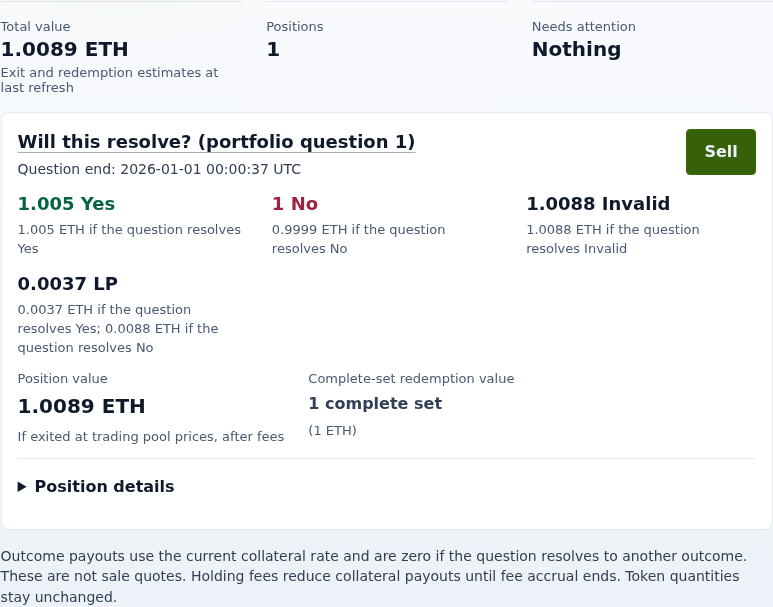 Total value
1.0089 ETH
Exit and redemption estimates at
last refresh
Positions
1
Needs attention
Nothing
Will this resolve? (portfolio question 1)
Question end: 2026-01-01 00:00:37 UTC
Sell
1.005 Yes
1.005 ETH if the question resolves
Yes
1 No
0.9999 ETH if the question
resolves No
1.0088 Invalid
1.0088 ETH if the question
resolves Invalid
0.0037 LP
0.0037 ETH if the question
resolves Yes; 0.0088 ETH if the
question resolves No
Position value
1.0089 ETH
If exited at trading pool prices, after fees
Complete-set redemption value
1 complete set
(1 ETH)
Position details
Outcome payouts use the current collateral rate and are zero if the question resolves to another outcome.
These are not sale quotes. Holding fees reduce collateral payouts until fee accrual ends. Token quantities
stay unchanged.